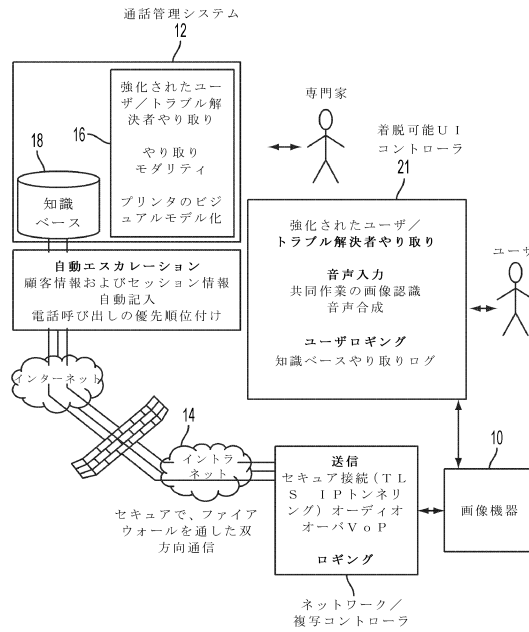 通話管理システム
12
強化されたユー
ザ／トラブル解
決者やり取り
16
やり取り
モダリティ
プリンタのビジ
ュアルモデル化
18
知識
ベース
専門家
着脱可能ＵＩ
コントローラ
21
強化されたユーザ／
トラブル解決者やり取り
音声入力
共同作業の画像認識
音声合成
ユーザロギング
知識ベースやり取りログ
ユーザ
自動エスカレーション
顧客情報およびセッション情報
自動記入
電話呼び出しの優先順位付け
インターネット
14
イントラ
ネット
セキュアで、ファイア
ウォールを通した双
方向通信
送信
セキュア接続（ＴＬ
Ｓ　ＩＰトンネリ
ング）オーディオ
オーバＶｏＰ
ロギング
10
画像機器
ネットワーク／
複写コントローラ